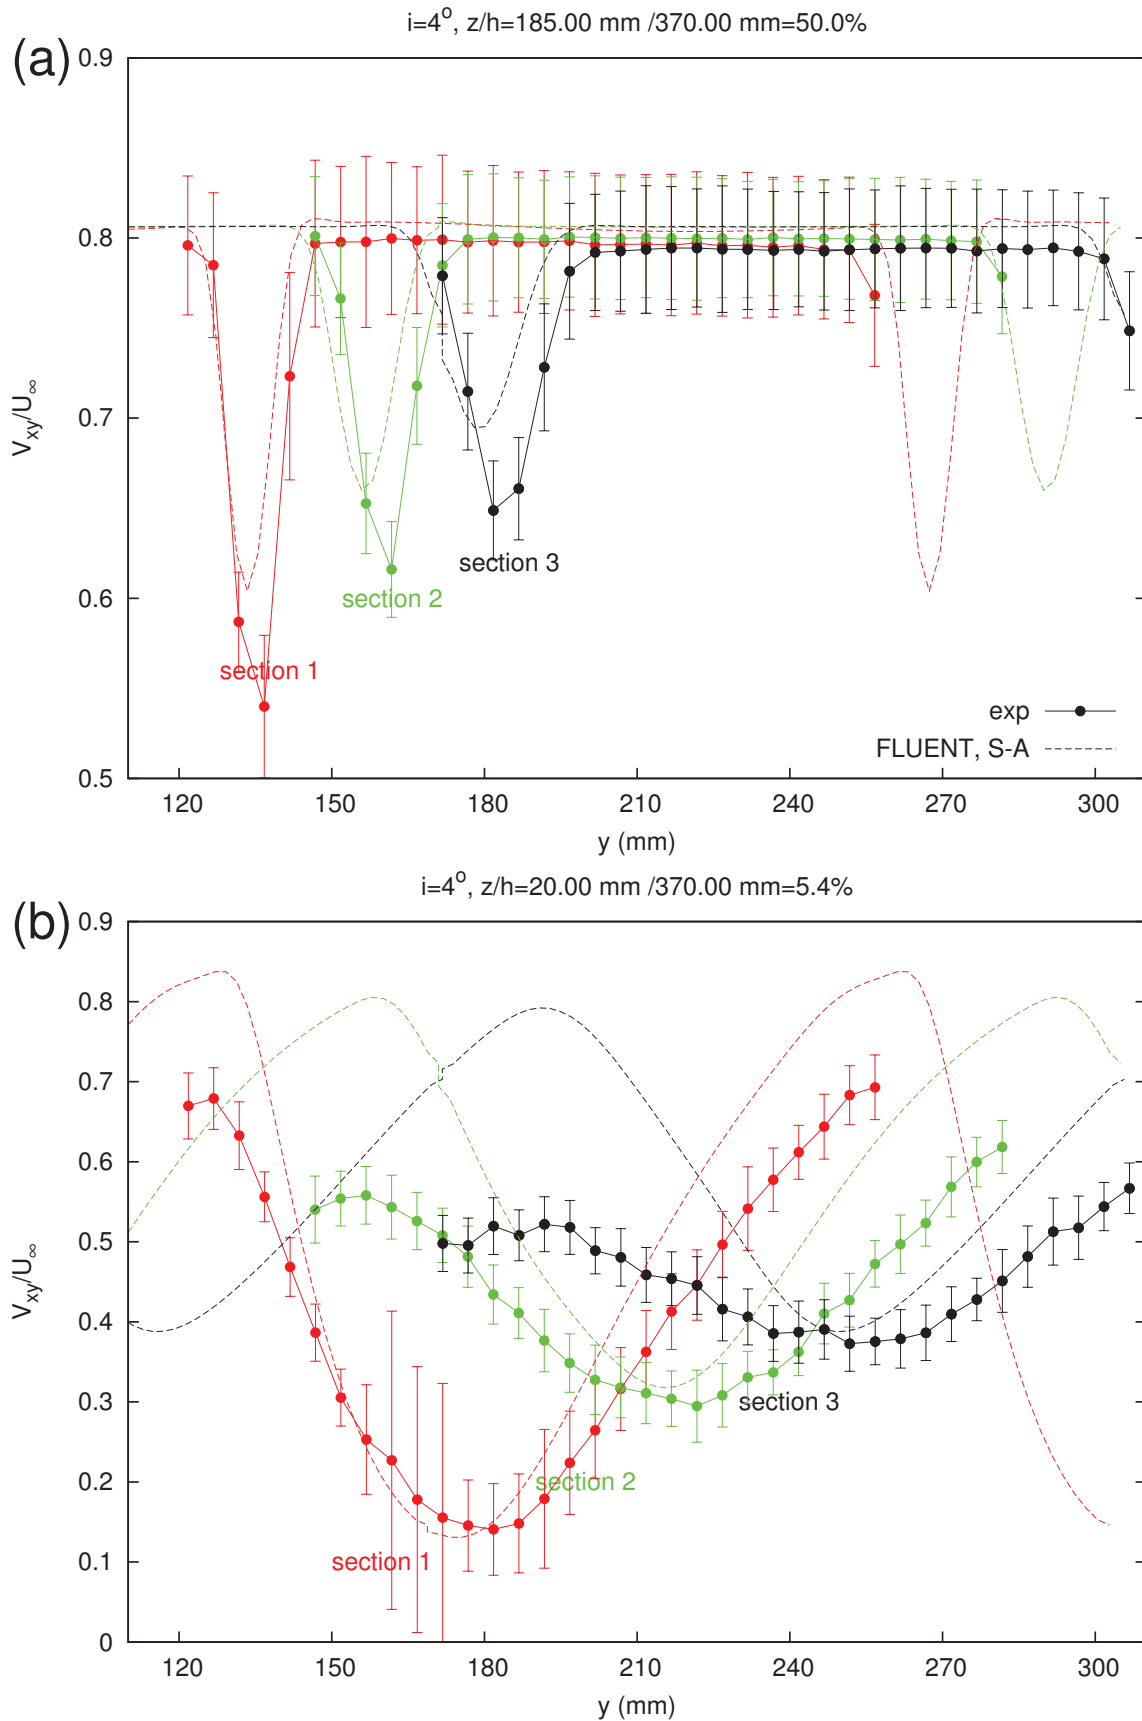 i=4°, z/h=185.00 mm /370.00 mm=50.0%
(a)
0.9
0.8
0.7
0.6
0.5
V_xy/U_∞
section 1
section 2
section 3
exp
FLUENT, S-A
120 150 180 210 240 270 300
y (mm)
i=4°, z/h=20.00 mm /370.00 mm=5.4%
(b)
0.9
0.8
0.7
0.6
0.5
0.4
0.3
0.2
0.1
0
V_xy/U_∞
section 3
section 2
section 1
120 150 180 210 240 270 300
y (mm)